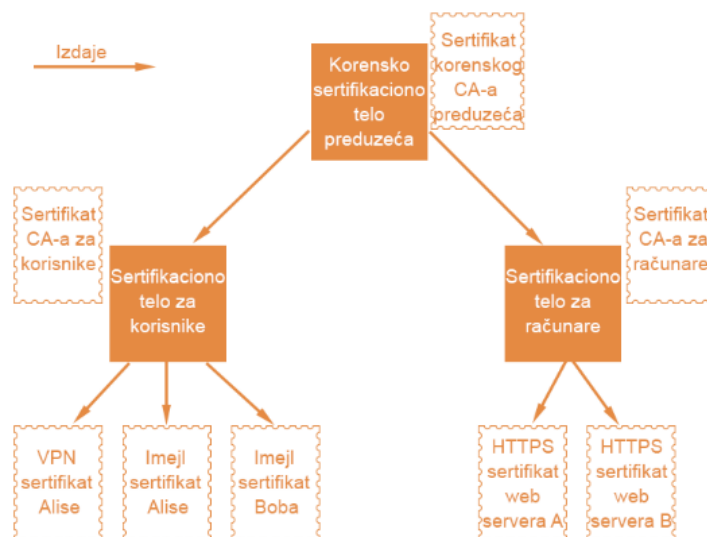 Izdaje
Korensko
sertifikaciono
telo
preduzeća
Sertifikat
korenskog
CA-a
preduzeća
Sertifikat
CA-a za
korisnike
Sertifikaciono
telo za
korisnike
Sertifikaciono
telo za
računare
Sertifikat
CA-a za
računare
VPN
sertifikat
Alise
Imejl
sertifikat
Alise
Imejl
sertifikat
Boba
HTTPS
sertifikat
web
servera A
HTTPS
sertifikat
web
servera B